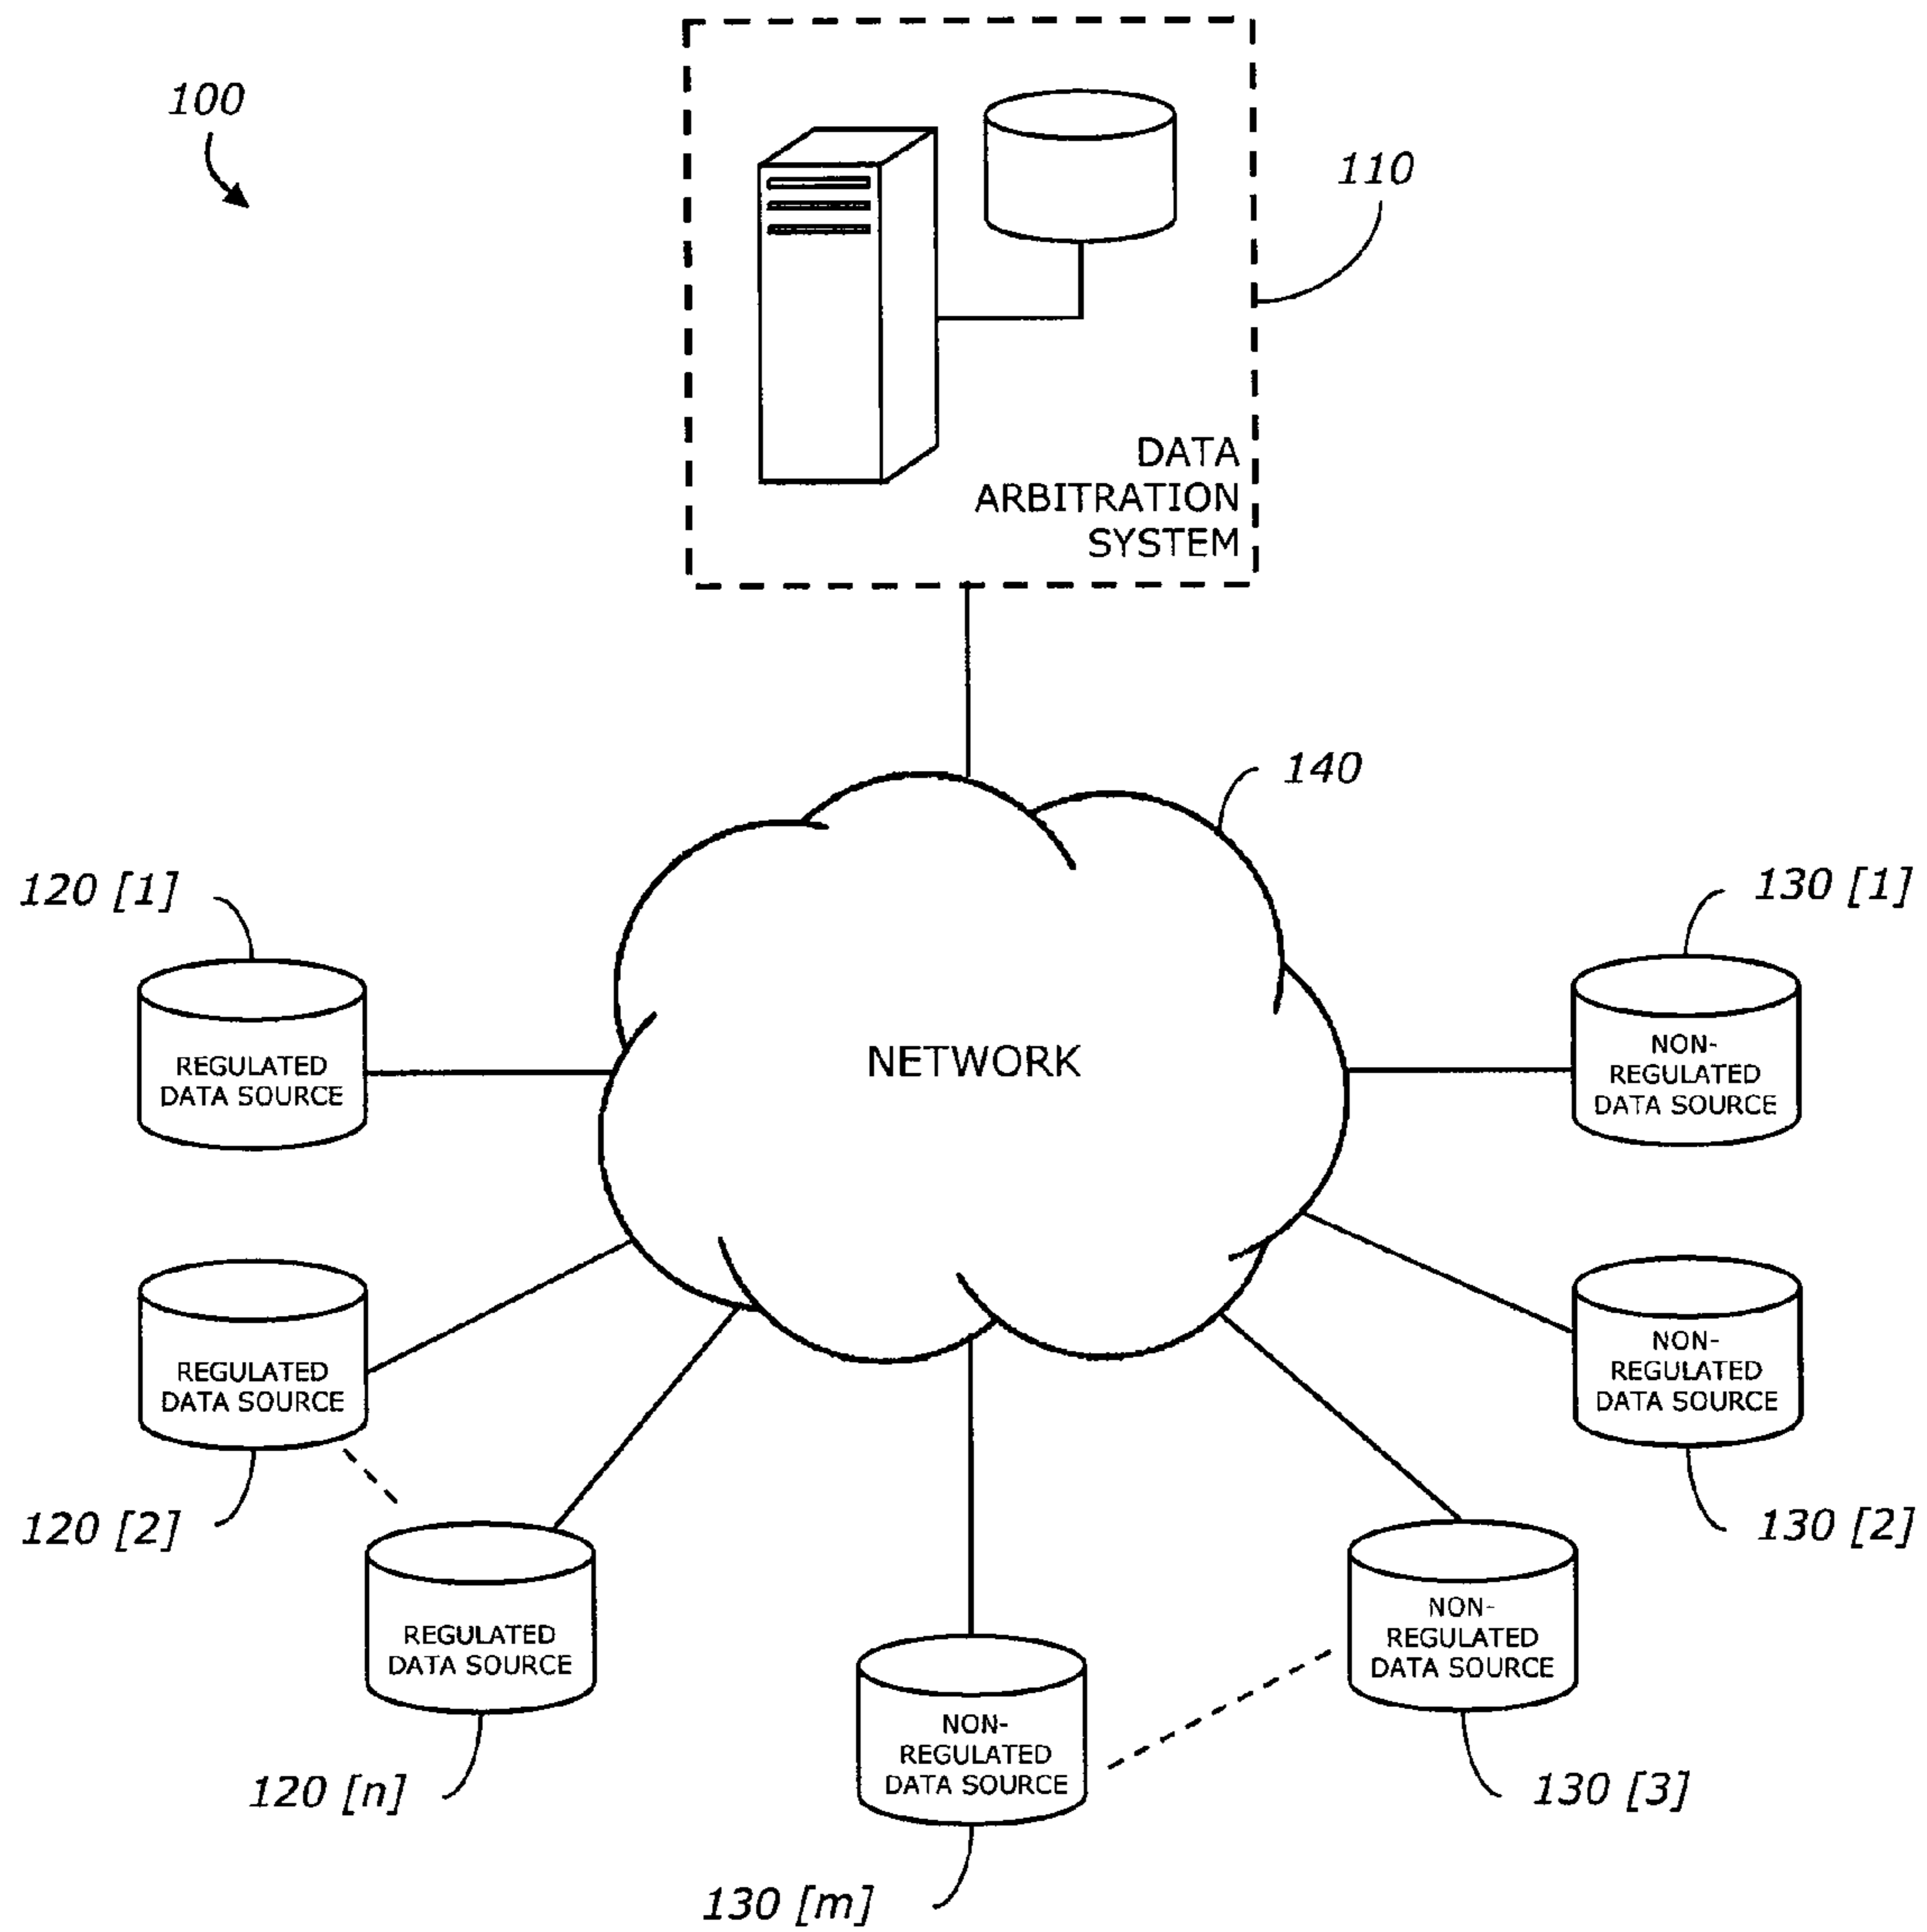 100
110
DATA
ARBITRATION
SYSTEM
140
120 [1]
130 [1]
NETWORK
REGULATED
DATA SOURCE
NON-
REGULATED
DATA SOURCE
REGULATED
DATA SOURCE
NON-
REGULATED
DATA SOURCE
120 [2]
130 [2]
REGULATED
DATA SOURCE
NON-
REGULATED
DATA SOURCE
NON-
REGULATED
DATA SOURCE
120 [n]
130 [3]
130 [m]